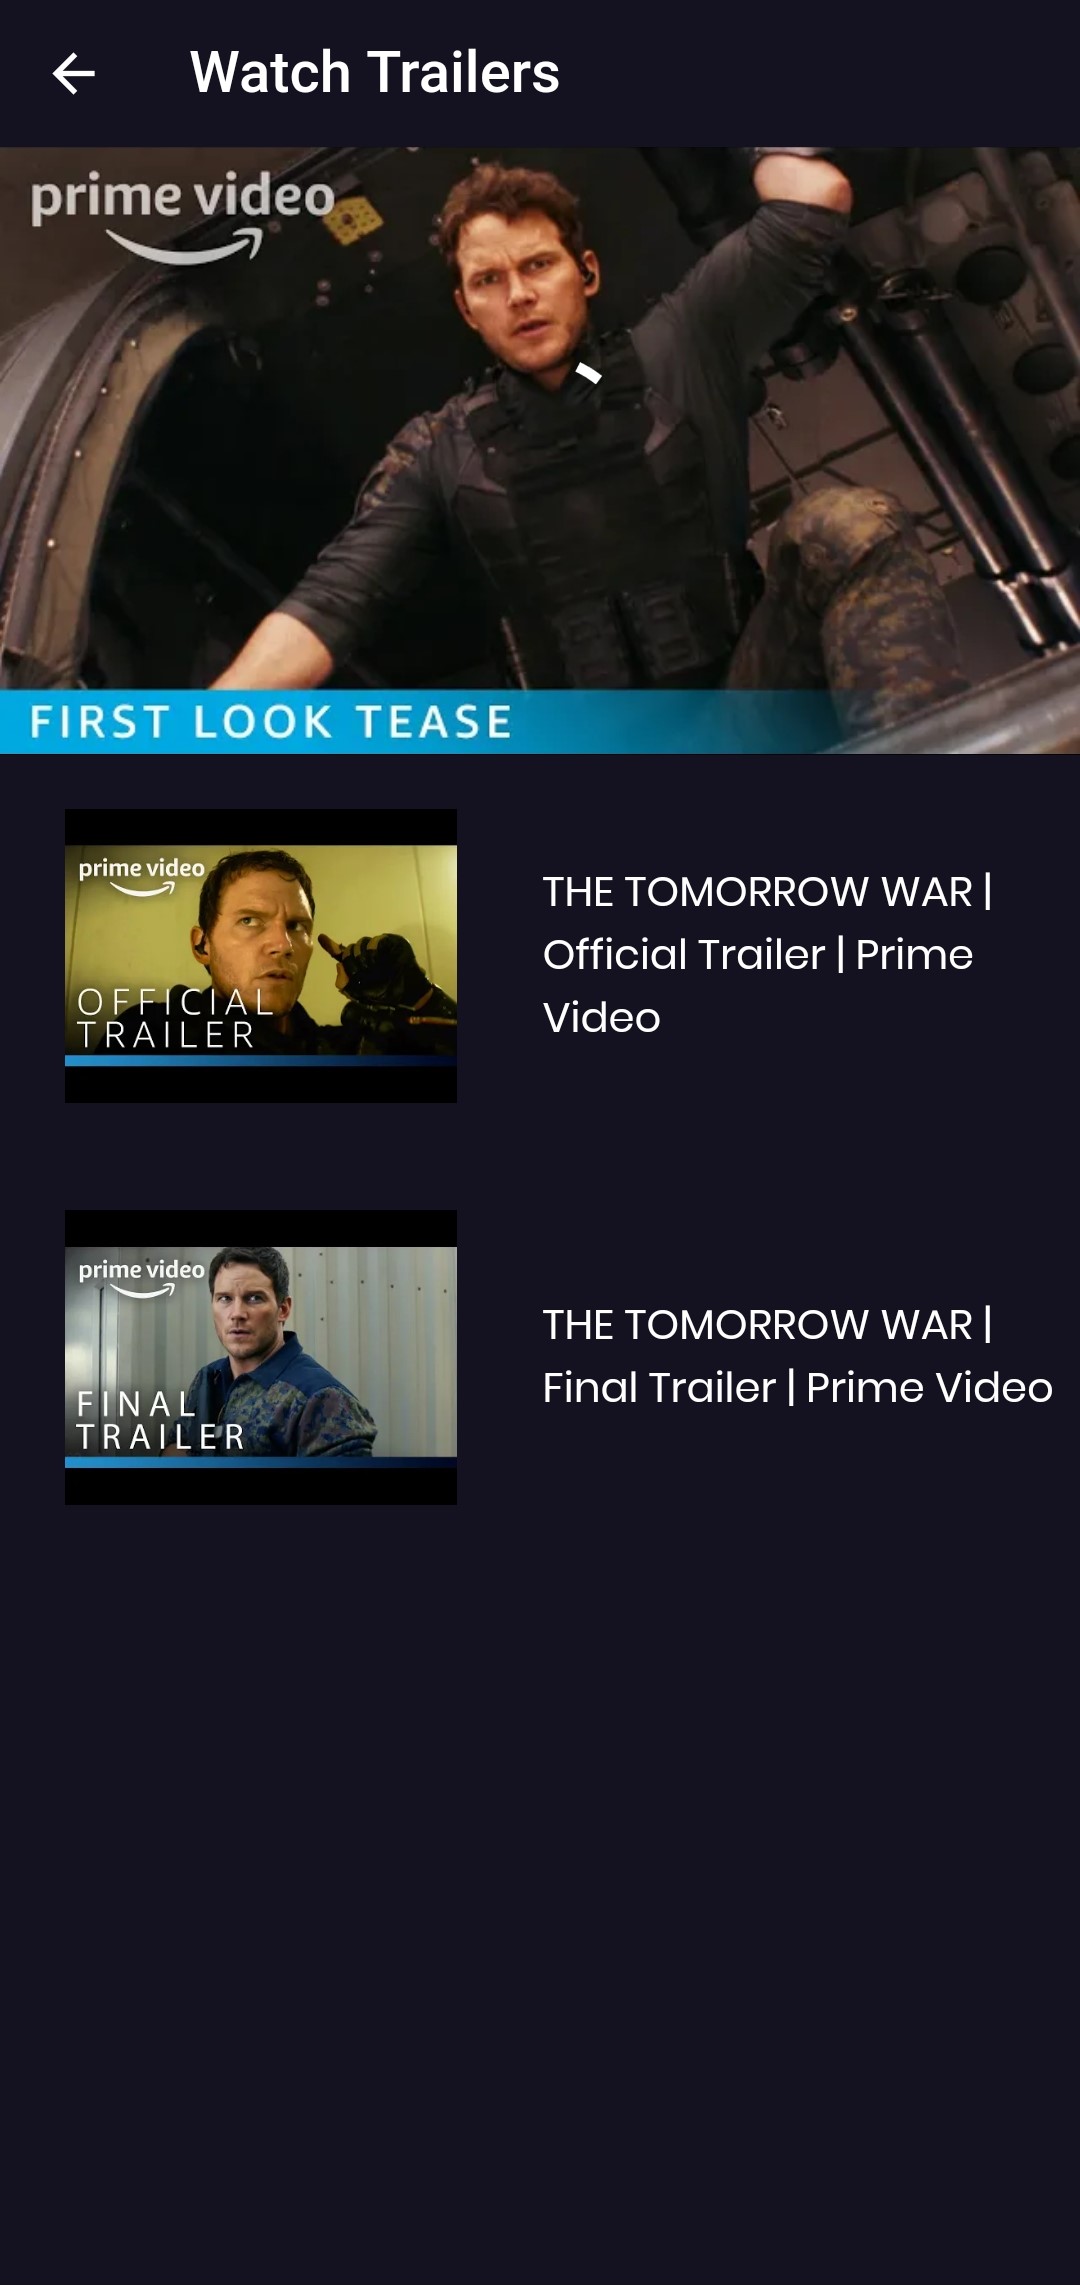 Watch Trailers
prime video
FIRST LOOK TEASE
prime video
OFFICIAL
TRAILER
THE TOMORROW WAR |
Official Trailer | Prime
Video
prime video
FINAL
TRAILER
THE TOMORROW WAR |
Final Trailer | Prime Video